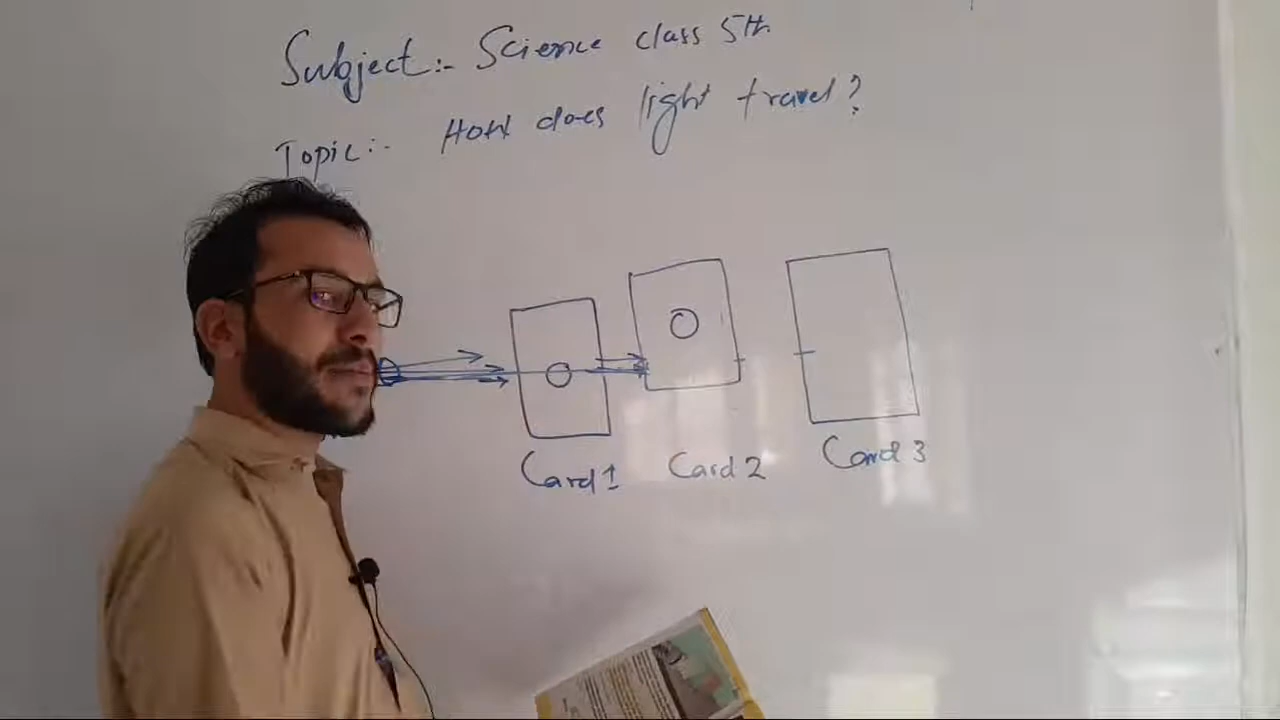 Subject:- Science class 5th
Topic:- How does light travel?
Card 1 Card 2 Card 3